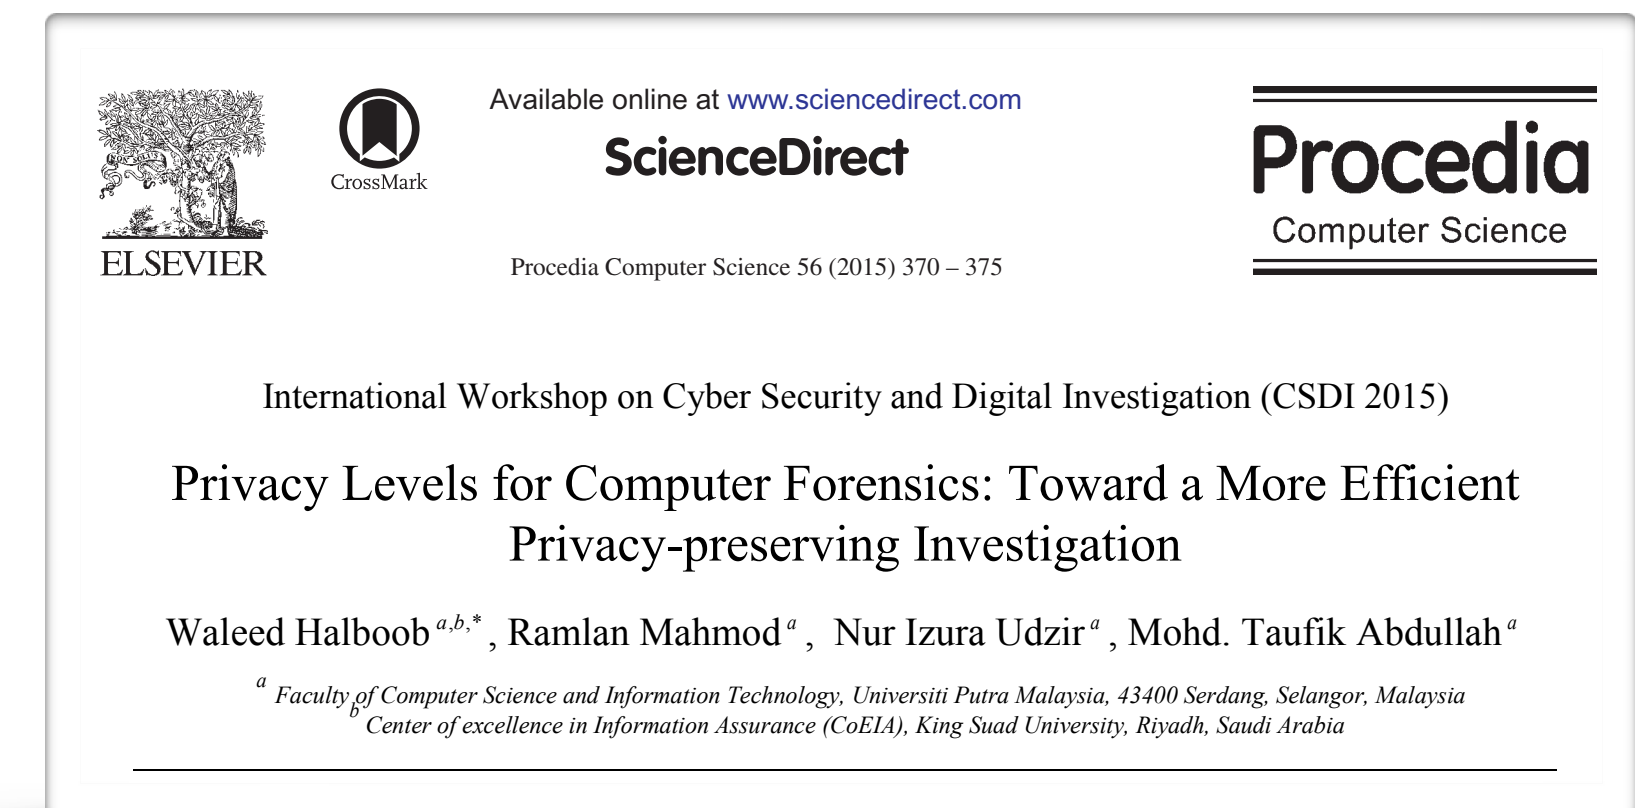 Available online at www.sciencedirect.com
ScienceDirect
CrossMark
Procedia
Computer Science
ELSEVIER
Procedia Computer Science 56 (2015) 370 – 375
International Workshop on Cyber Security and Digital Investigation (CSDI 2015)
Privacy Levels for Computer Forensics: Toward a More Efficient
Privacy-preserving Investigation
Waleed Halboob a,b,*, Ramlan Mahmod a, Nur Izura Udzir a, Mohd. Taufik Abdullah a
a Faculty of Computer Science and Information Technology, Universiti Putra Malaysia, 43400 Serdang, Selangor, Malaysia
b Center of excellence in Information Assurance (CoEIA), King Suad University, Riyadh, Saudi Arabia